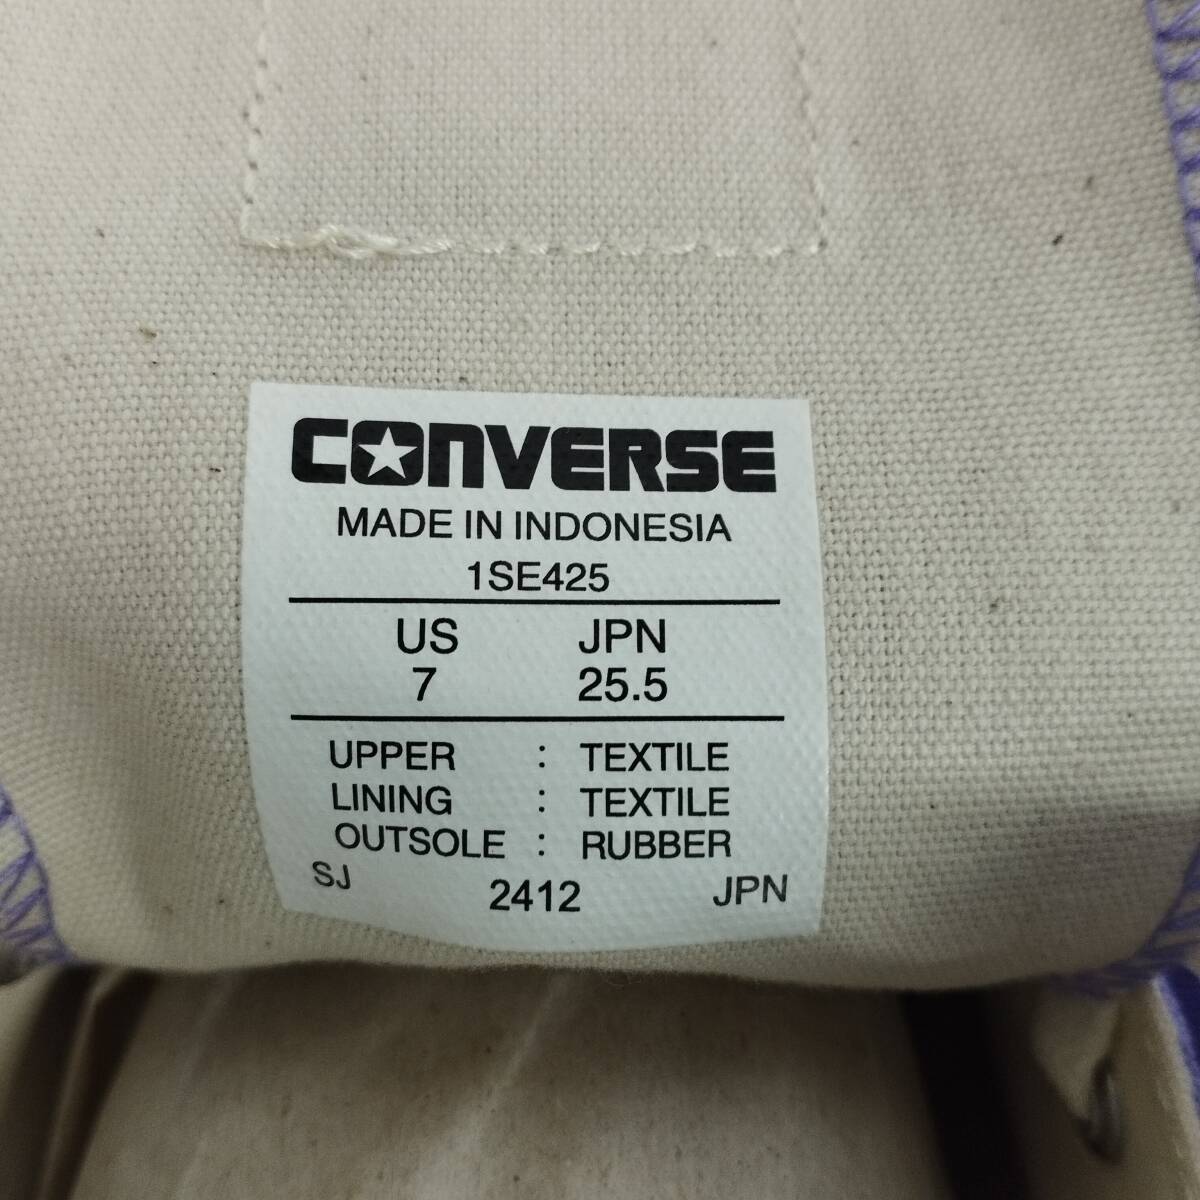 CONVERSE
MADE IN INDONESIA
1SE425
US JPN
7 25.5
UPPER : TEXTILE
LINING : TEXTILE
OUTSOLE : RUBBER
SJ 2412 JPN